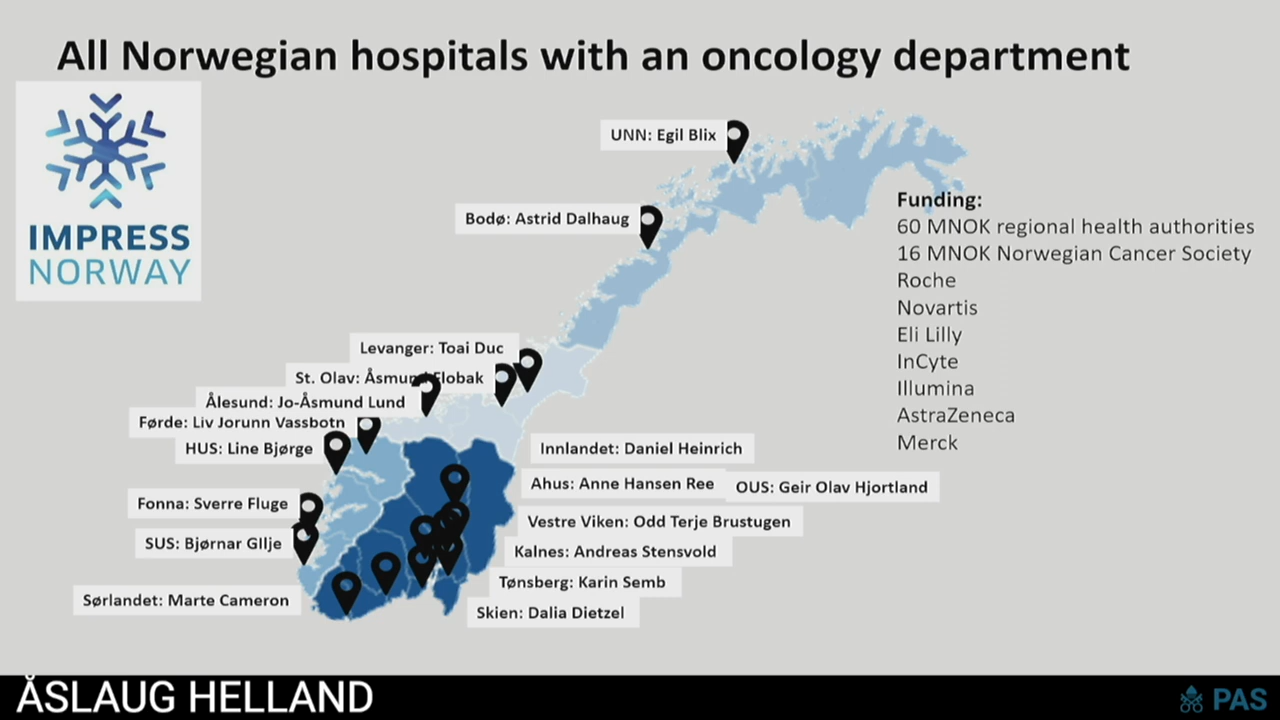 All Norwegian hospitals with an oncology department
IMPRESS
NORWAY
UNN: Egil Blix
Bodø: Astrid Dalhaug
Funding:
60 MNOK regional health authorities
16 MNOK Norwegian Cancer Society
Roche
Novartis
Eli Lilly
InCyte
Illumina
AstraZeneca
Merck
Levanger: Toai Duc
St. Olav: Åsmund Flobak
Ålesund: Jo-Åsmund Lund
Førde: Liv Jorunn Vassbotn
HUS: Line Bjørge
Fonna: Sverre Fluge
SUS: Bjørnar GIlje
Sørlandet: Marte Cameron
Innlandet: Daniel Heinrich
Ahus: Anne Hansen Ree
OUS: Geir Olav Hjortland
Vestre Viken: Odd Terje Brustugen
Kalnes: Andreas Stensvold
Tønsberg: Karin Semb
Skien: Dalia Dietzel
ÅSLAUG HELLAND
PAS